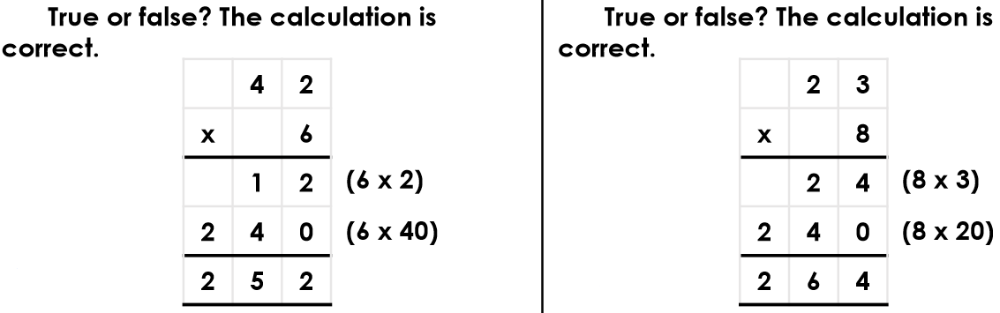 True or false? The calculation is
correct.
4 2
x 6
1 2 (6 x 2)
2 4 0 (6 x 40)
2 5 2
True or false? The calculation is
correct.
2 3
x 8
2 4 (8 x 3)
2 4 0 (8 x 20)
2 6 4